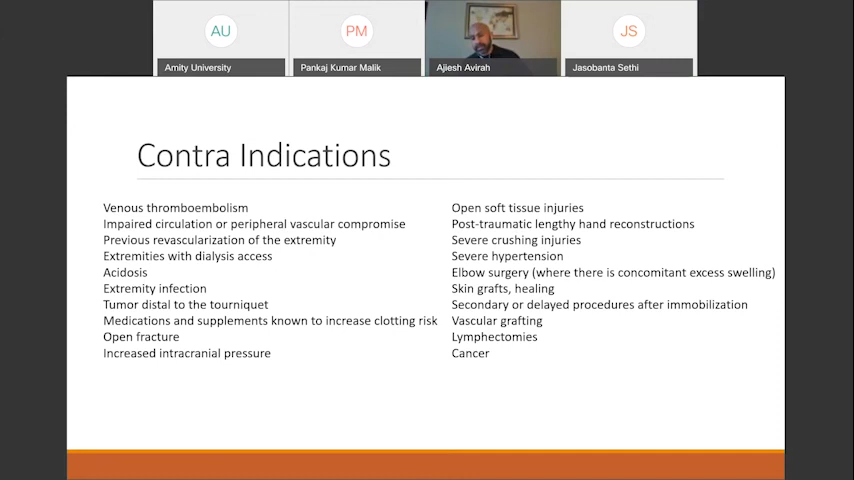 AU
PM
JS
Amity University
Pankaj Kumar Malik
Ajiesh Avirah
Jasobanta Sethi
Contra Indications
Venous thromboembolism
Impaired circulation or peripheral vascular compromise
Previous revascularization of the extremity
Extremities with dialysis access
Acidosis
Extremity infection
Tumor distal to the tourniquet
Medications and supplements known to increase clotting risk
Open fracture
Increased intracranial pressure
Open soft tissue injuries
Post-traumatic lengthy hand reconstructions
Severe crushing injuries
Severe hypertension
Elbow surgery (where there is concomitant excess swelling)
Skin grafts, healing
Secondary or delayed procedures after immobilization
Vascular grafting
Lymphectomies
Cancer